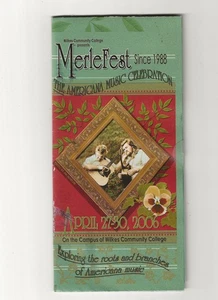 Wilkes Community College
presents
MerleFest Since 1988
THE AMERICANA MUSIC CELEBRATION
APRIL 27-30, 2006
On the Campus of Wilkes Community College
Exploring the roots and branches
of American music